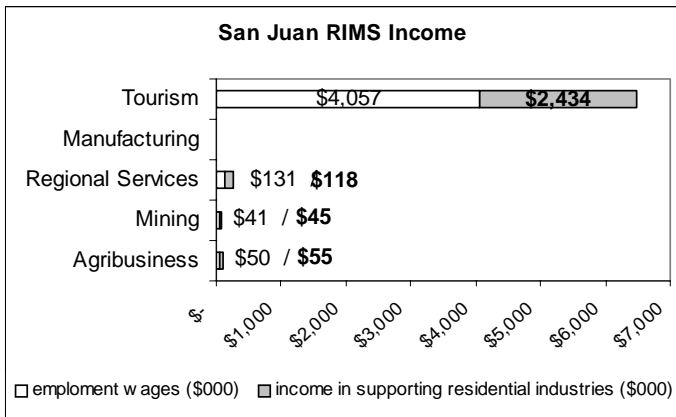 San Juan RIMS Income
Tourism $4,057 $2,434
Manufacturing
Regional Services $131 / $118
Mining $41 / $45
Agribusiness $50 / $55
$- $1,000 $2,000 $3,000 $4,000 $5,000 $6,000 $7,000
emploment wages ($000) income in supporting residential industries ($000)